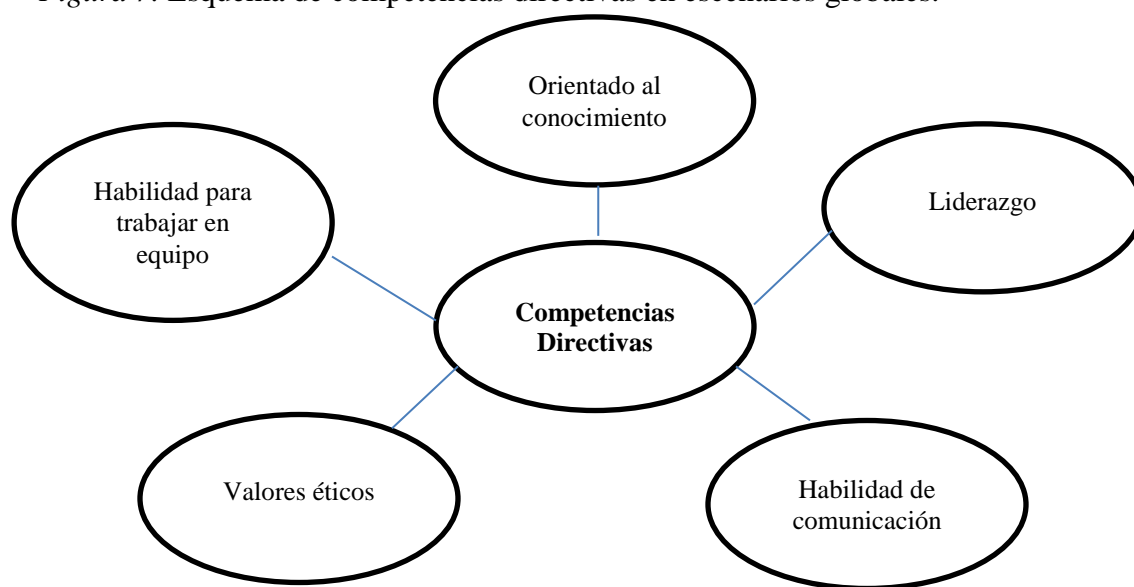 Figura 7. Esquema de competencias directivas en escenarios globales.
Orientado al
conocimiento
Habilidad para
trabajar en
equipo
Liderazgo
Competencias
Directivas
Valores éticos
Habilidad de
comunicación